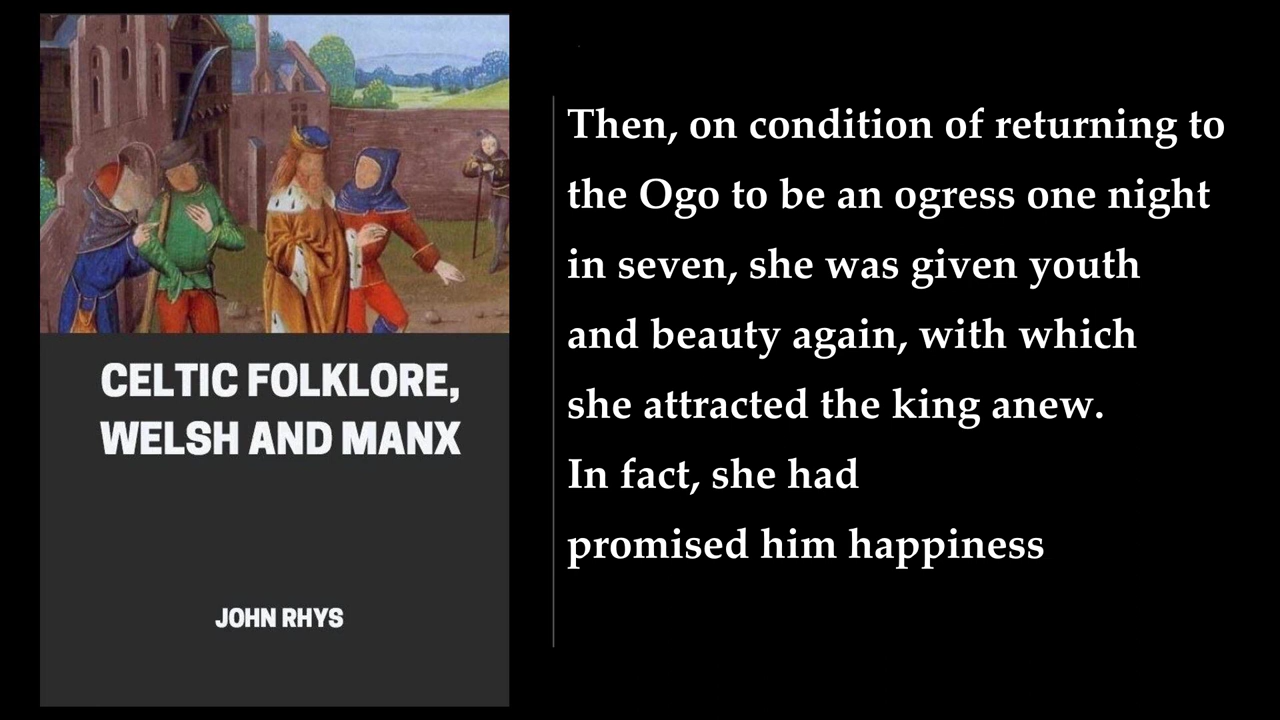 CELTIC FOLKLORE,
WELSH AND MANX
JOHN RHYS
Then, on condition of returning to
the Ogo to be an ogress one night
in seven, she was given youth
and beauty again, with which
she attracted the king anew.
In fact, she had
promised him happiness